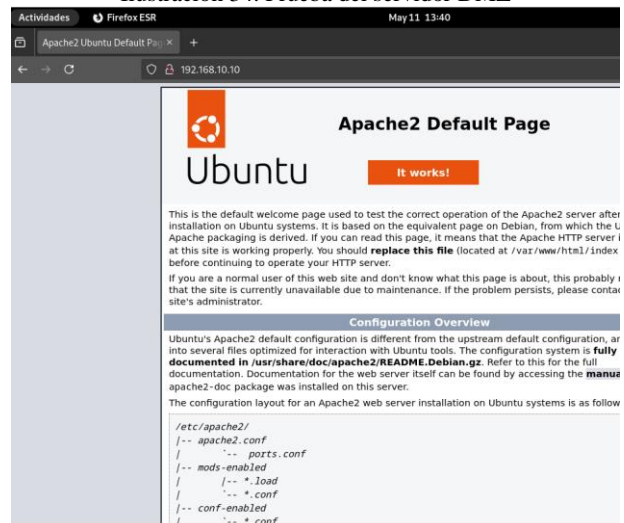 Ilustración 34. Prueba del servidor DMZ
Actividades Firefox ESR May 11 13:40
Apache2 Ubuntu Default Pag × +
192.168.10.10
Apache2 Default Page
Ubuntu
It works!
This is the default welcome page used to test the correct operation of the Apache2 server after
installation on Ubuntu systems. It is based on the equivalent page on Debian, from which the U
Apache packaging is derived. If you can read this page, it means that the Apache HTTP server i
at this site is working properly. You should replace this file (located at /var/www/html/index
before continuing to operate your HTTP server.
If you are a normal user of this web site and don't know what this page is about, this probably
that the site is currently unavailable due to maintenance. If the problem persists, please contac
site's administrator.
Configuration Overview
Ubuntu's Apache2 default configuration is different from the upstream default configuration, a
into several files optimized for interaction with Ubuntu tools. The configuration system is fully
documented in /usr/share/doc/apache2/README.Debian.gz. Refer to this for the full
documentation. Documentation for the web server itself can be found by accessing the manua
apache2-doc package was installed on this server.
The configuration layout for an Apache2 web server installation on Ubuntu systems is as follow
/etc/apache2/
|-- apache2.conf
| `-- ports.conf
|-- mods-enabled
| |-- *.load
| `-- *.conf
|-- conf-enabled
| `-- *.conf